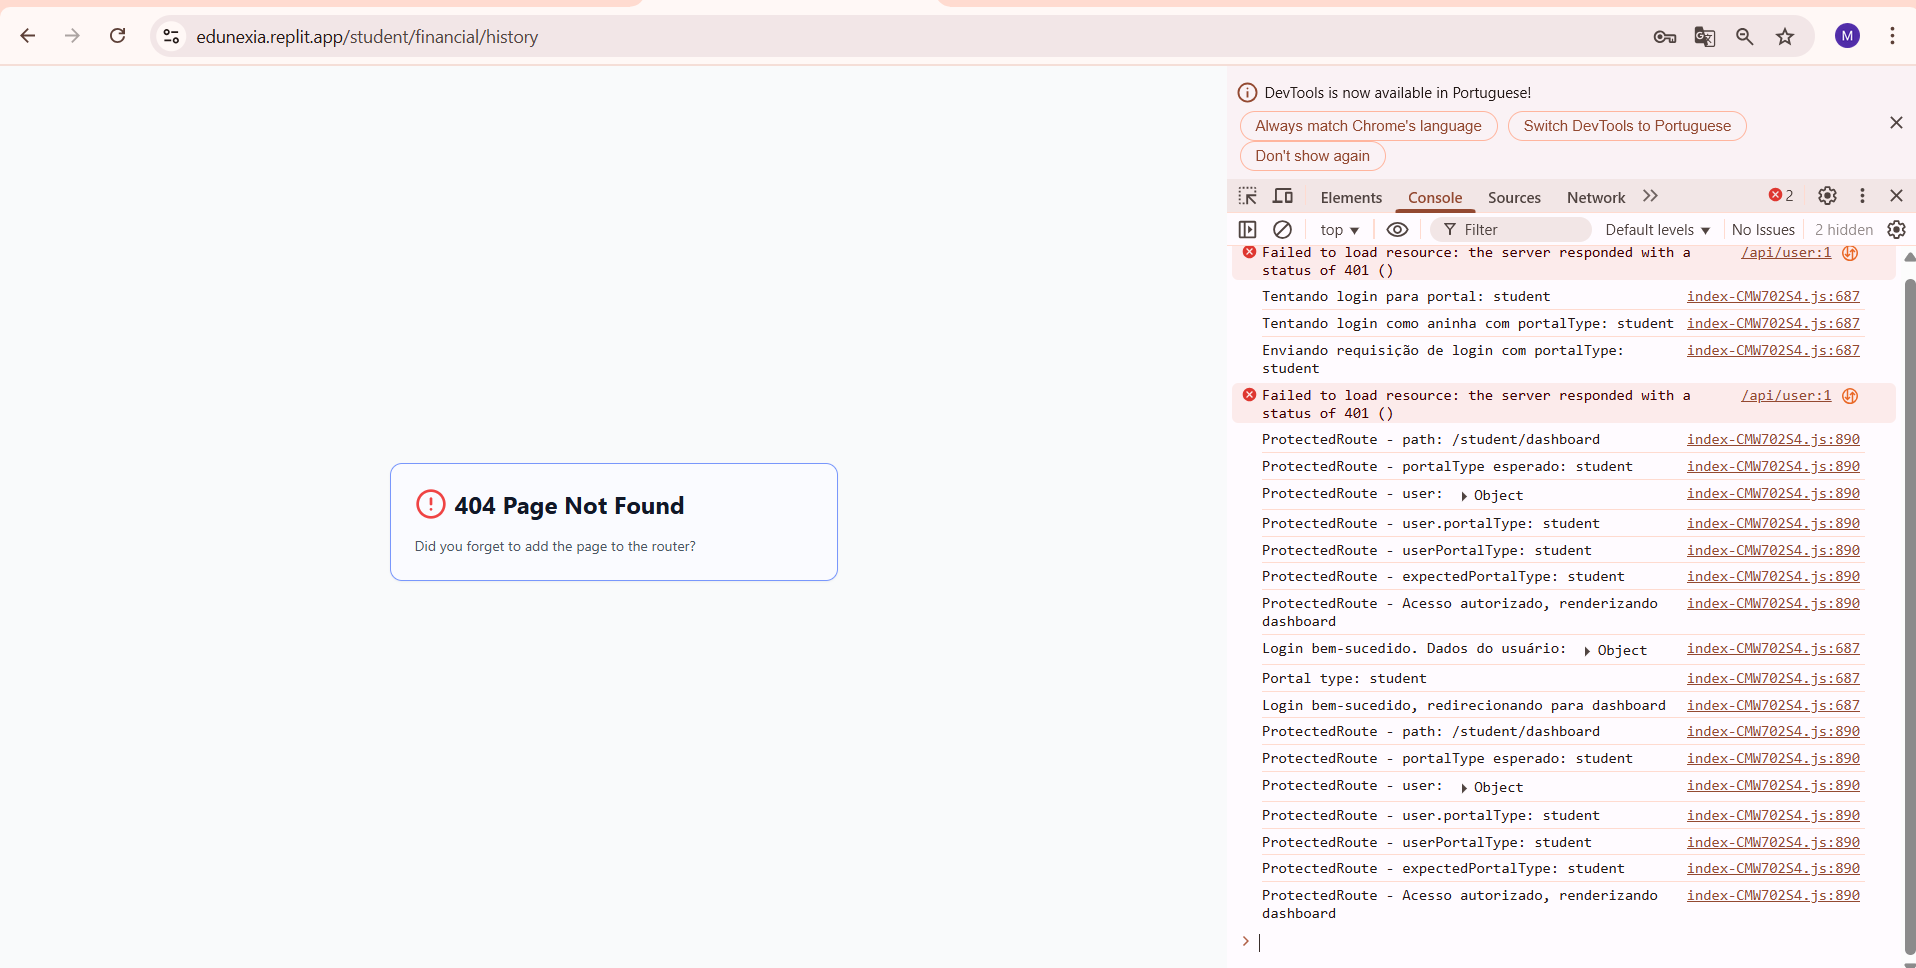 edunexia.replit.app/student/financial/history
M
DevTools is now available in Portuguese!
Always match Chrome's language
Switch DevTools to Portuguese
Don't show again
Elements
Console
Sources
Network
2
top
Filter
Default levels
No Issues
2 hidden
Failed to load resource: the server responded with a /api/user:1
status of 401 ()
Tentando login para portal: student index-CMW702S4.js:687
Tentando login como aninha com portalType: student index-CMW702S4.js:687
Enviando requisição de login com portalType: index-CMW702S4.js:687
student
Failed to load resource: the server responded with a /api/user:1
status of 401 ()
ProtectedRoute - path: /student/dashboard index-CMW702S4.js:890
ProtectedRoute - portalType esperado: student index-CMW702S4.js:890
ProtectedRoute - user: Object index-CMW702S4.js:890
ProtectedRoute - user.portalType: student index-CMW702S4.js:890
ProtectedRoute - userPortalType: student index-CMW702S4.js:890
ProtectedRoute - expectedPortalType: student index-CMW702S4.js:890
ProtectedRoute - Acesso autorizado, renderizando index-CMW702S4.js:890
dashboard
Login bem-sucedido. Dados do usuário: Object index-CMW702S4.js:687
Portal type: student index-CMW702S4.js:687
Login bem-sucedido, redirecionando para dashboard index-CMW702S4.js:687
ProtectedRoute - path: /student/dashboard index-CMW702S4.js:890
ProtectedRoute - portalType esperado: student index-CMW702S4.js:890
ProtectedRoute - user: Object index-CMW702S4.js:890
ProtectedRoute - user.portalType: student index-CMW702S4.js:890
ProtectedRoute - userPortalType: student index-CMW702S4.js:890
ProtectedRoute - expectedPortalType: student index-CMW702S4.js:890
ProtectedRoute - Acesso autorizado, renderizando index-CMW702S4.js:890
dashboard
404 Page Not Found
Did you forget to add the page to the router?